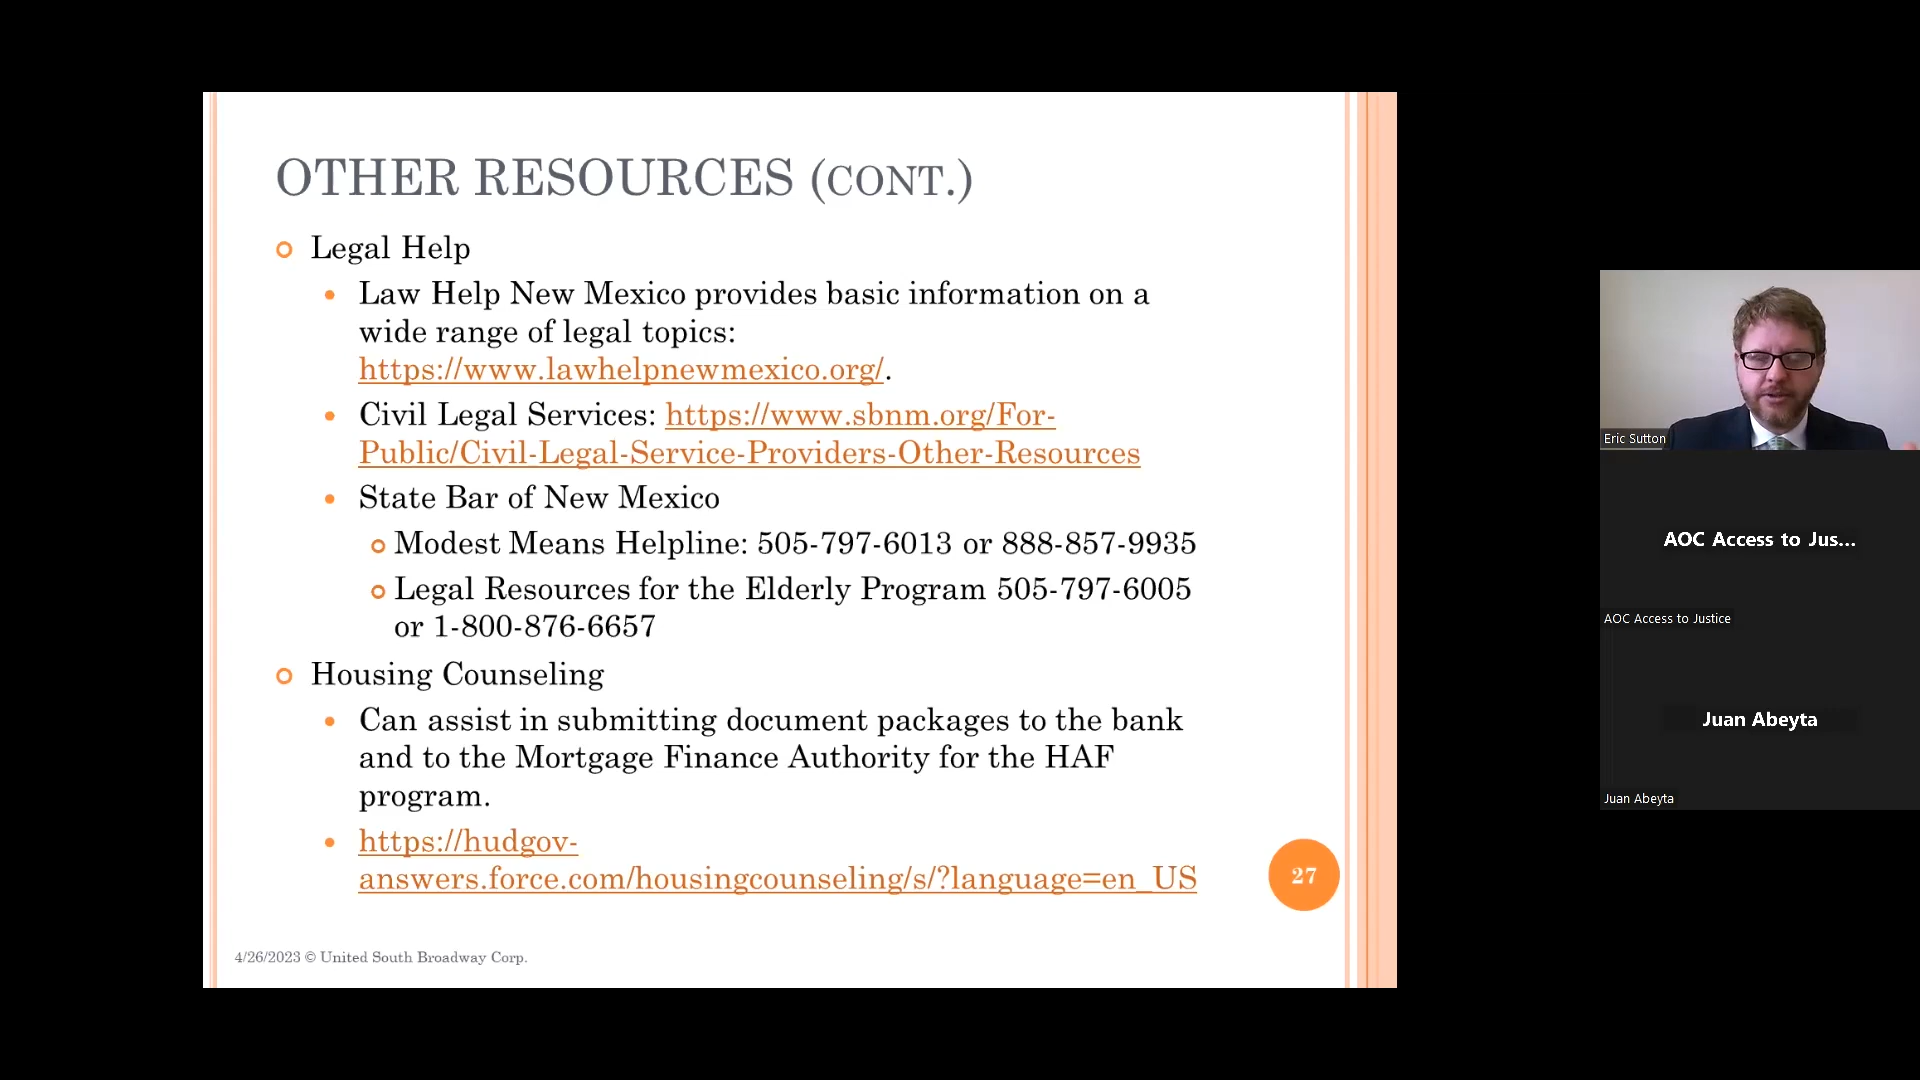 OTHER RESOURCES (CONT.)
Legal Help
Law Help New Mexico provides basic information on a
wide range of legal topics:
https://www.lawhelpnewmexico.org/.
Civil Legal Services: https://www.sbnm.org/For-
Public/Civil-Legal-Service-Providers-Other-Resources
State Bar of New Mexico
Modest Means Helpline: 505-797-6013 or 888-857-9935
Legal Resources for the Elderly Program 505-797-6005
or 1-800-876-6657
Housing Counseling
Can assist in submitting document packages to the bank
and to the Mortgage Finance Authority for the HAF
program.
https://hudgov-
answers.force.com/housingcounseling/s/?language=en_US
27
4/26/2023 © United South Broadway Corp.
Eric Sutton
AOC Access to Jus...
AOC Access to Justice
Juan Abeyta
Juan Abeyta